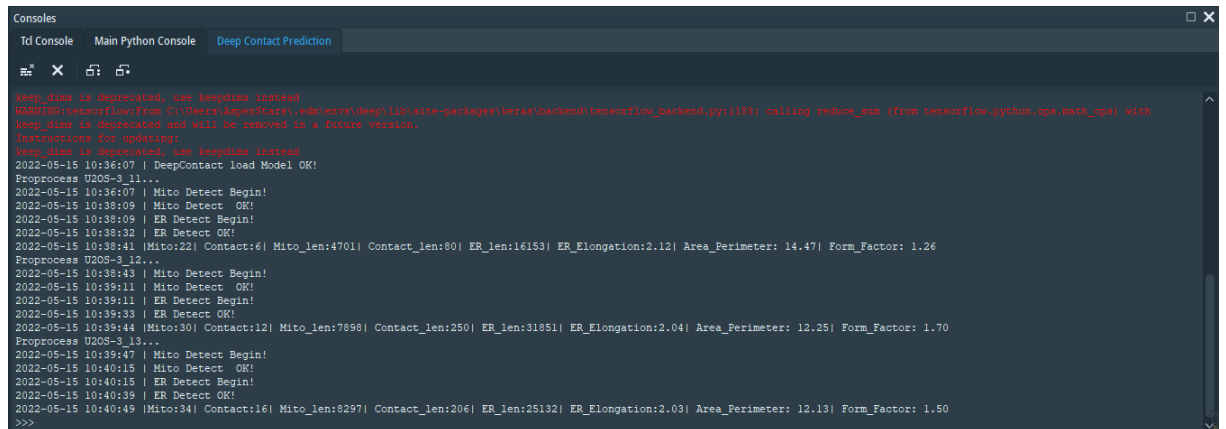 Consoles
Tcl Console Main Python Console Deep Contact Prediction
keep_dims is deprecated, use keepdims instead
WARNING:tensorflow:From C:\Users\AspenStars\.edm\envs\deep\lib\site-packages\keras\backend\tensorflow_backend.py:1188: calling reduce_sum (from tensorflow.python.ops.math_ops) with
keep_dims is deprecated and will be removed in a future version.
Instructions for updating:
keep_dims is deprecated, use keepdims instead
2022-05-15 10:36:07 | DeepContact load Model OK!
Proprocess U2OS-3_11...
2022-05-15 10:36:07 | Mito Detect Begin!
2022-05-15 10:38:09 | Mito Detect  OK!
2022-05-15 10:38:09 | ER Detect Begin!
2022-05-15 10:38:32 | ER Detect OK!
2022-05-15 10:38:41 |Mito:22| Contact:6| Mito_len:4701| Contact_len:80| ER_len:16153| ER_Elongation:2.12| Area_Perimeter: 14.47| Form_Factor: 1.26
Proprocess U2OS-3_12...
2022-05-15 10:38:43 | Mito Detect Begin!
2022-05-15 10:39:11 | Mito Detect  OK!
2022-05-15 10:39:11 | ER Detect Begin!
2022-05-15 10:39:33 | ER Detect OK!
2022-05-15 10:39:44 |Mito:30| Contact:12| Mito_len:7898| Contact_len:250| ER_len:31851| ER_Elongation:2.04| Area_Perimeter: 12.25| Form_Factor: 1.70
Proprocess U2OS-3_13...
2022-05-15 10:39:47 | Mito Detect Begin!
2022-05-15 10:40:15 | Mito Detect  OK!
2022-05-15 10:40:15 | ER Detect Begin!
2022-05-15 10:40:39 | ER Detect OK!
2022-05-15 10:40:49 |Mito:34| Contact:16| Mito_len:8297| Contact_len:206| ER_len:25132| ER_Elongation:2.03| Area_Perimeter: 12.13| Form_Factor: 1.50
>>>